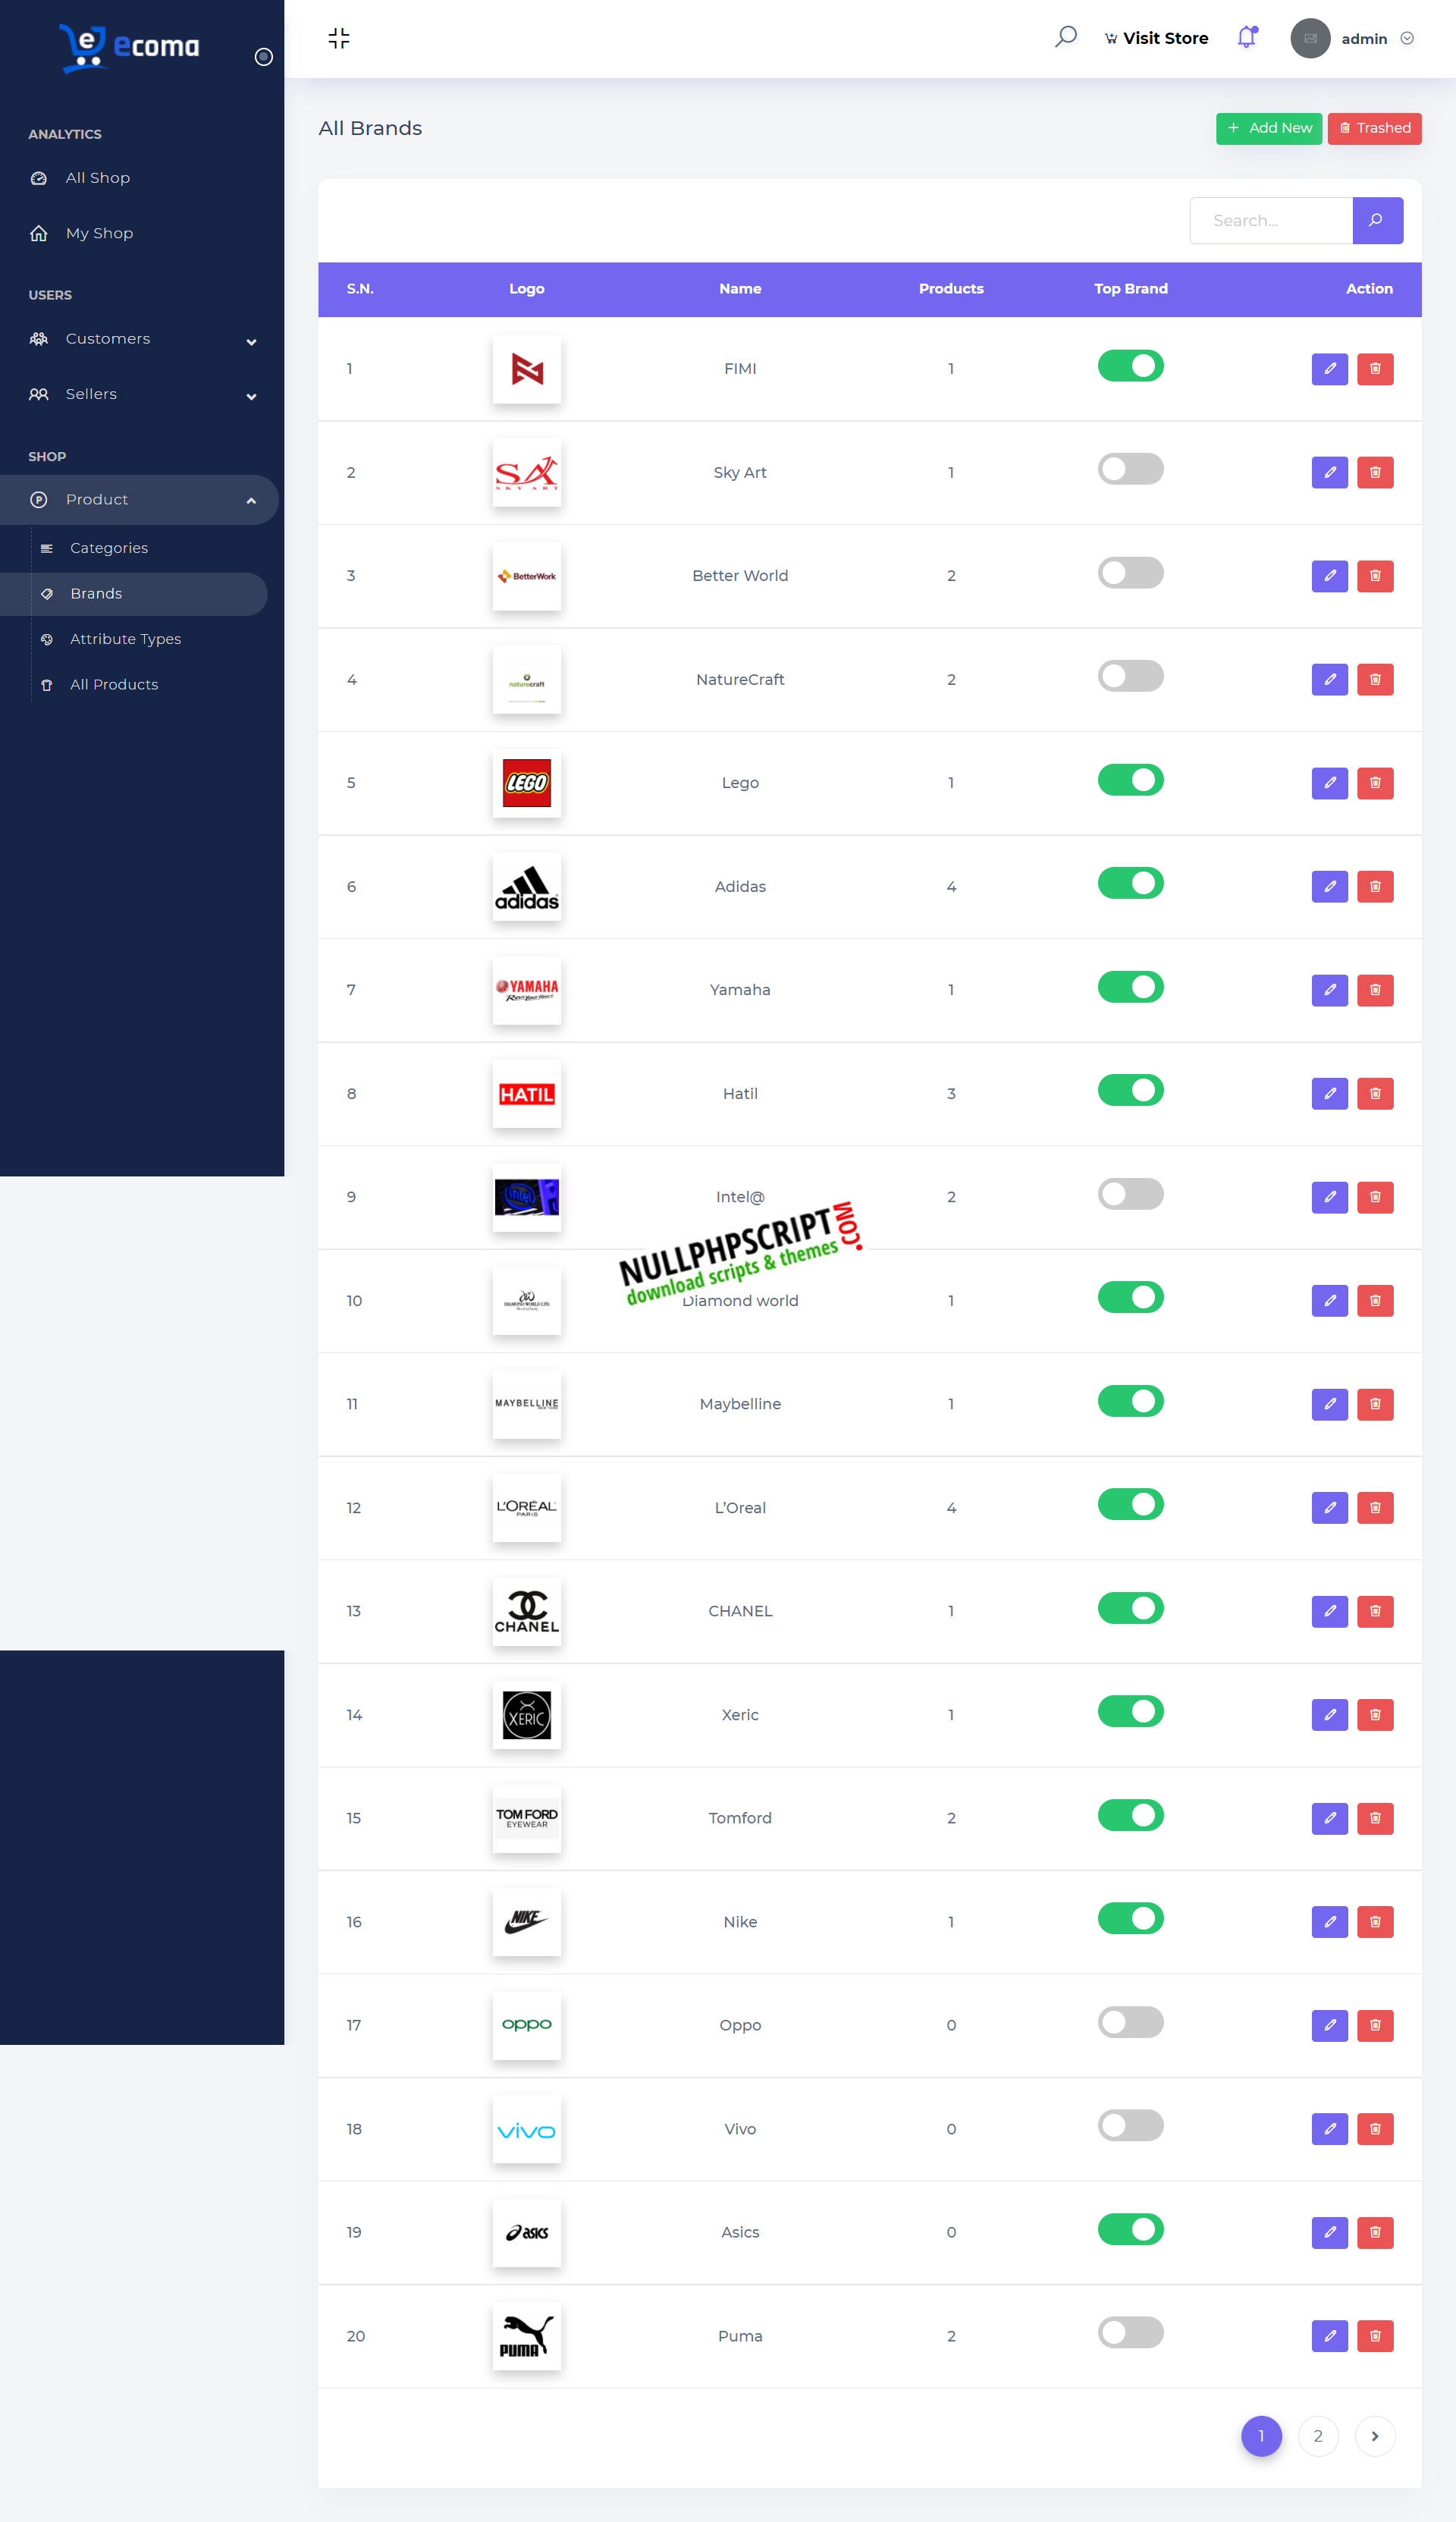 ecoma
Visit Store
admin
ANALYTICS
All Shop
My Shop
USERS
Customers
Sellers
SHOP
Product
Categories
Brands
Attribute Types
All Products
All Brands
Add New
Trashed
Search...
S.N. Logo Name Products Top Brand Action
1 FIMI 1
2 SKY ART Sky Art 1
3 BetterWork Better World 2
4 naturecraft NatureCraft 2
5 LEGO Lego 1
6 adidas Adidas 4
7 YAMAHA Revs Your Heart Yamaha 1
8 HATIL Hatil 3
9 intel Intel@ 2
NULLPHPSCRIPT.COM
download scripts & themes
10 DIAMOND WORLD LTD Diamond world 1
11 MAYBELLINE NEW YORK Maybelline 1
12 L'ORÉAL PARIS L’Oreal 4
13 CHANEL CHANEL 1
14 XERIC Xeric 1
15 TOM FORD EYEWEAR Tomford 2
16 NIKE Nike 1
17 oppo Oppo 0
18 vivo Vivo 0
19 asics Asics 0
20 PUMA Puma 2
1 2